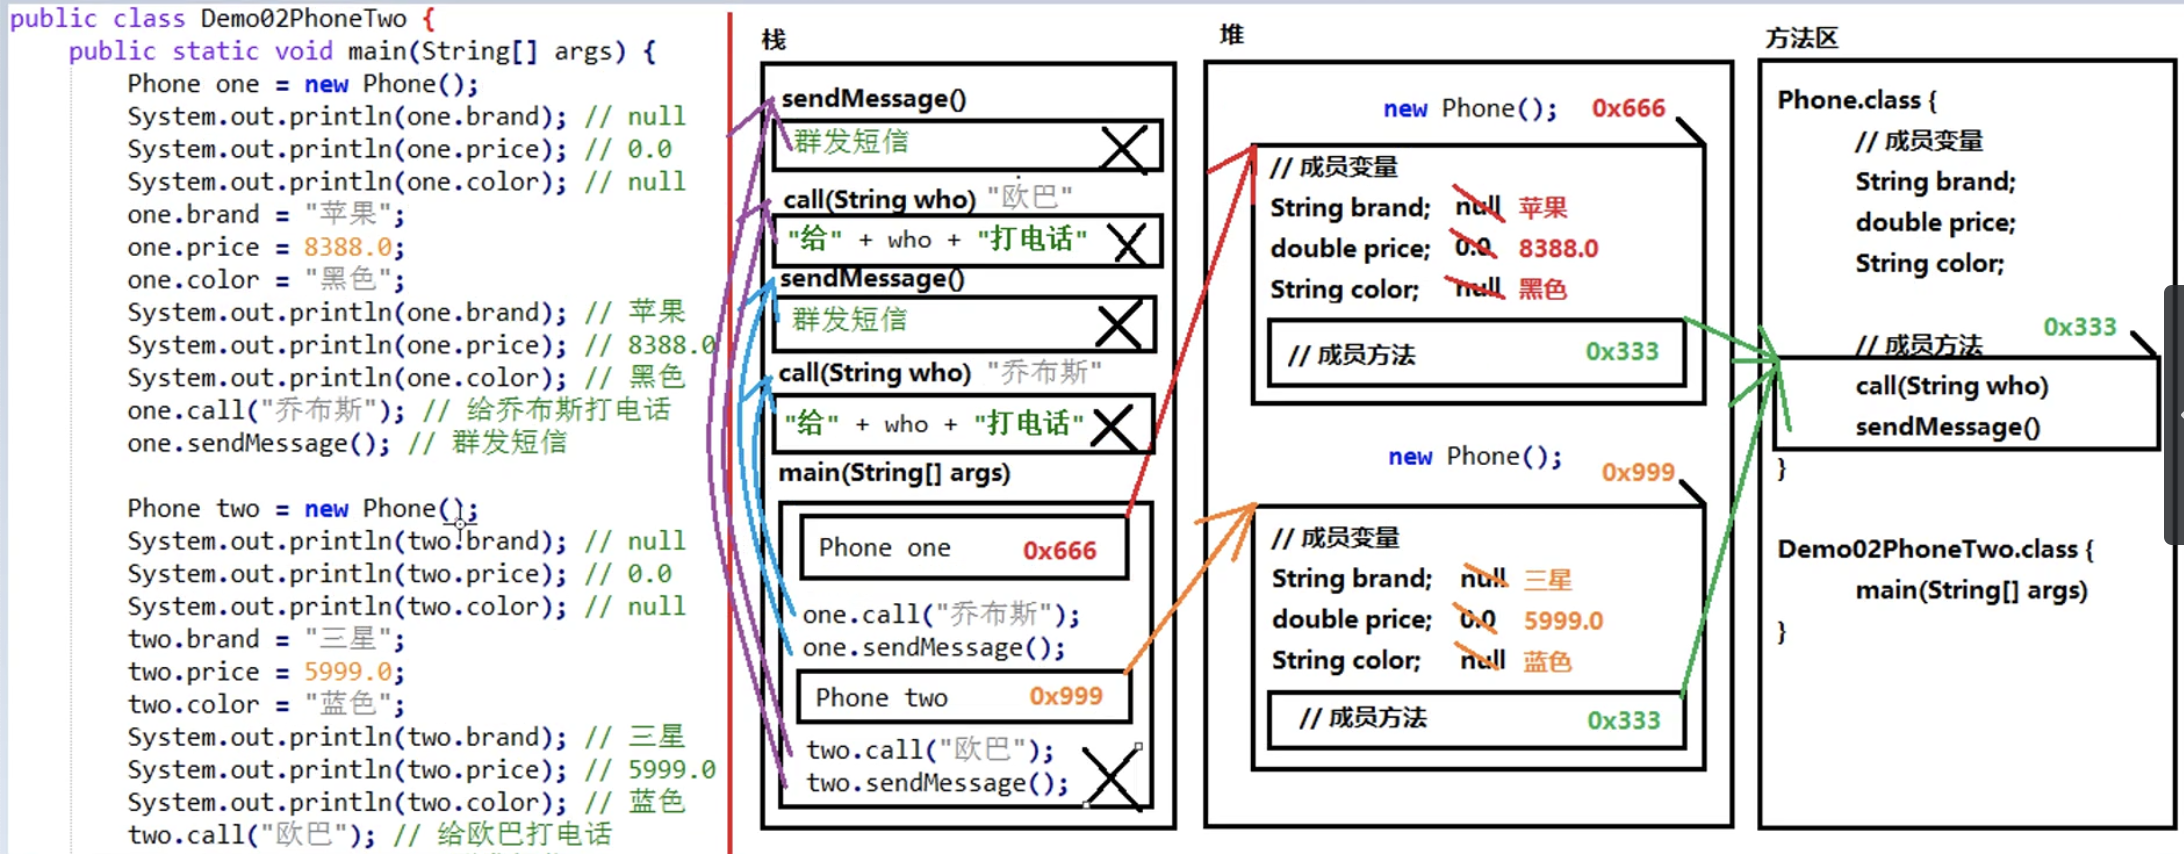 public class Demo02PhoneTwo {
public static void main(String[] args) {
Phone one = new Phone();
System.out.println(one.brand); // null
System.out.println(one.price); // 0.0
System.out.println(one.color); // null
one.brand = "苹果";
one.price = 8388.0;
one.color = "黑色";
System.out.println(one.brand); // 苹果
System.out.println(one.price); // 8388.0
System.out.println(one.color); // 黑色
one.call("乔布斯"); // 给乔布斯打电话
one.sendMessage(); // 群发短信
Phone two = new Phone();
System.out.println(two.brand); // null
System.out.println(two.price); // 0.0
System.out.println(two.color); // null
two.brand = "三星";
two.price = 5999.0;
two.color = "蓝色";
System.out.println(two.brand); // 三星
System.out.println(two.price); // 5999.0
System.out.println(two.color); // 蓝色
two.call("欧巴"); // 给欧巴打电话
栈
sendMessage()
群发短信
call(String who) "欧巴"
"给" + who + "打电话"
sendMessage()
群发短信
call(String who) "乔布斯"
"给" + who + "打电话"
main(String[] args)
Phone one 0x666
one.call("乔布斯");
one.sendMessage();
Phone two 0x999
two.call("欧巴");
two.sendMessage();
堆
new Phone(); 0x666
// 成员变量
String brand; null 苹果
double price; 0.0 8388.0
String color; null 黑色
// 成员方法 0x333
new Phone(); 0x999
// 成员变量
String brand; null 三星
double price; 0.0 5999.0
String color; null 蓝色
// 成员方法 0x333
方法区
Phone.class {
// 成员变量
String brand;
double price;
String color;
0x333
// 成员方法
call(String who)
sendMessage()
}
Demo02PhoneTwo.class {
main(String[] args)
}